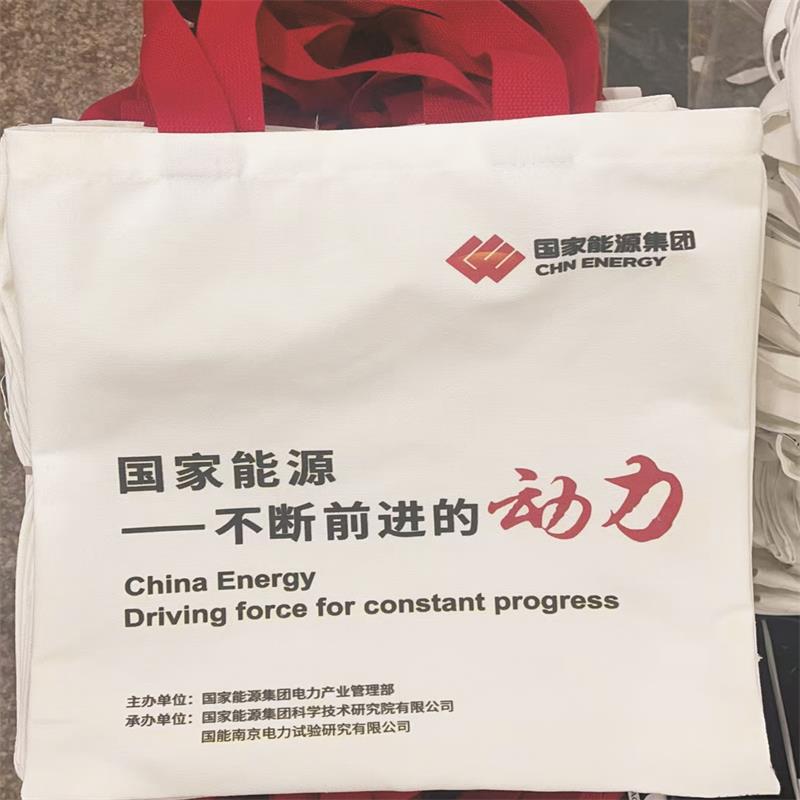 国家能源集团
CHN ENERGY
国家能源
——不断前进的动力
China Energy
Driving force for constant progress
主办单位：国家能源集团电力产业管理部
承办单位：国家能源集团科学技术研究院有限公司
国能南京电力试验研究有限公司